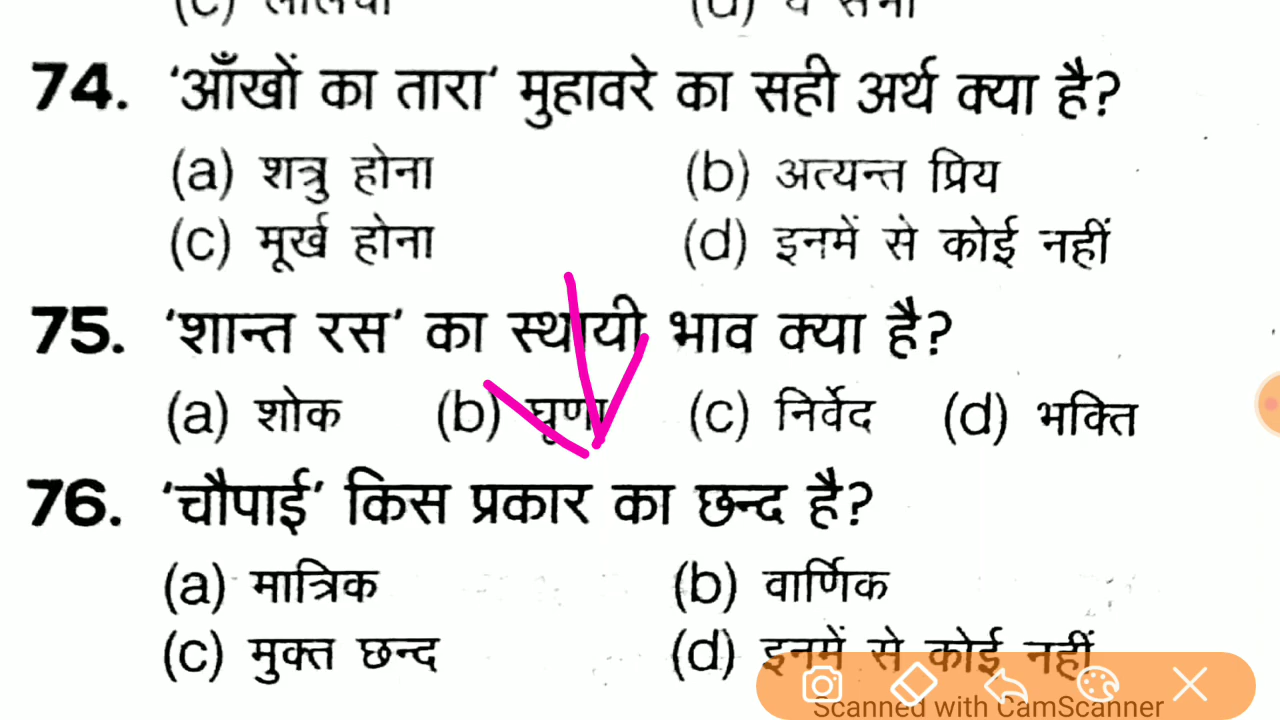 74. ‘आँखों का तारा’ मुहावरे का सही अर्थ क्या है?
(a) शत्रु होना (b) अत्यन्त प्रिय
(c) मूर्ख होना (d) इनमें से कोई नहीं
75. ‘शान्त रस’ का स्थायी भाव क्या है?
(a) शोक (b) घृणा (c) निर्वेद (d) भक्ति
76. ‘चौपाई’ किस प्रकार का छन्द है?
(a) मात्रिक (b) वार्णिक
(c) मुक्त छन्द (d) इनमें से कोई नहीं
Scanned with CamScanner